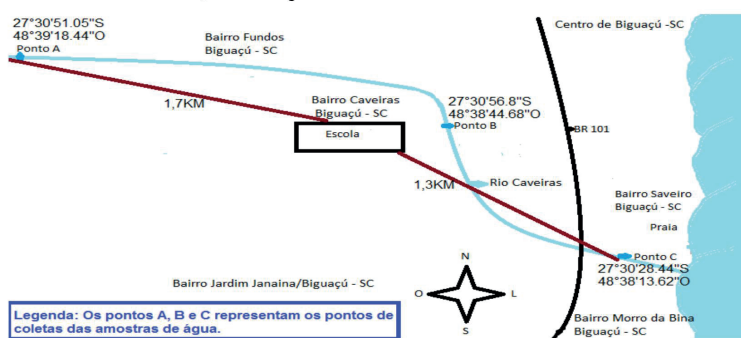 27°30'51.05''S
48°39'18.44''O
Ponto A
Bairro Fundos
Biguaçú - SC
Centro de Biguaçú -SC
1,7KM
Bairro Caveiras
Biguaçú - SC
Escola
27°30'56.8''S
48°38'44.68''O
Ponto B
BR 101
1,3KM
Rio Caveiras
Bairro Saveiro
Biguaçú - SC
Praia
Ponto C
27°30'28.44''S
48°38'13.62''O
Bairro Jardim Janaina/Biguaçú - SC
N
O
L
S
Bairro Morro da Bina
Biguaçú - SC
Legenda: Os pontos A, B e C representam os pontos de
coletas das amostras de água.